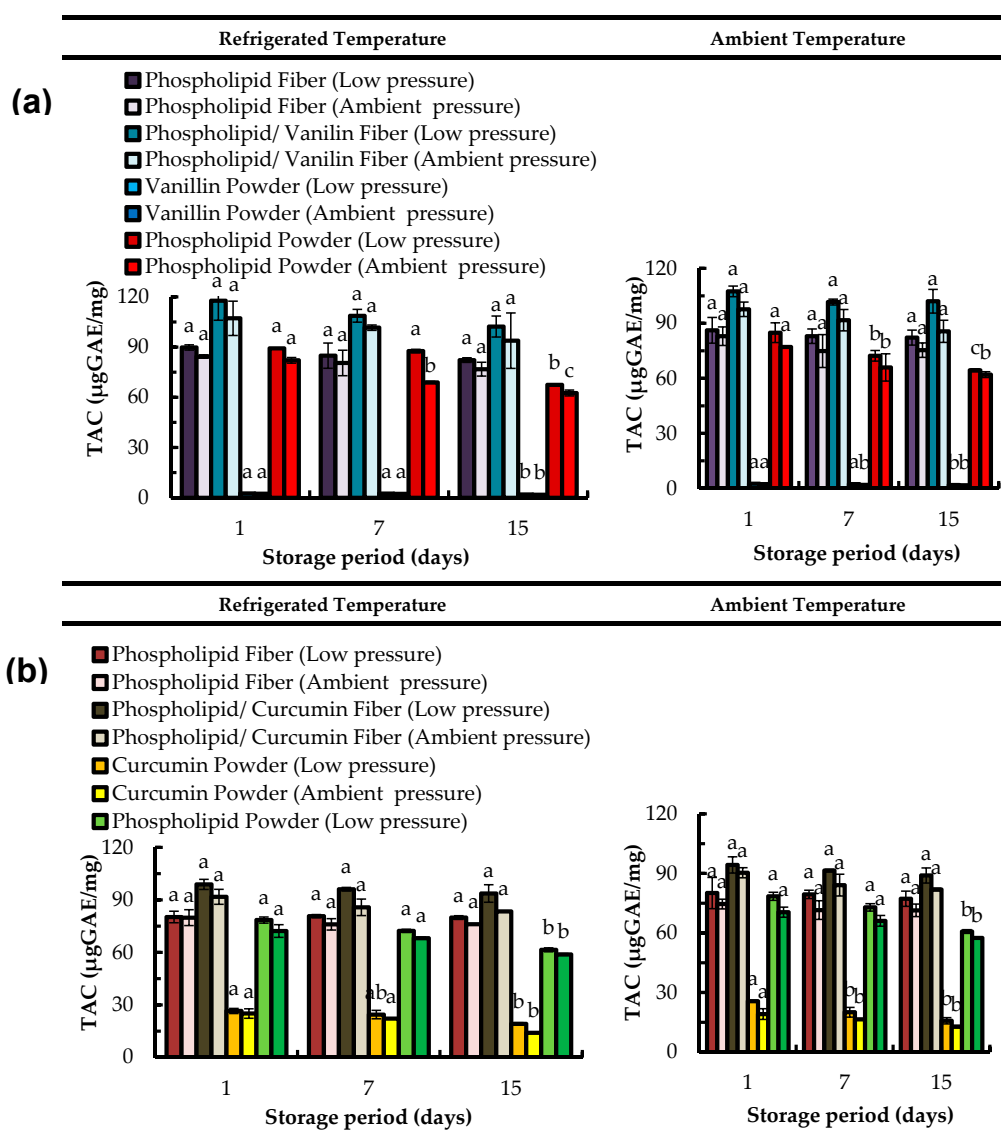 Refrigerated Temperature Ambient Temperature
(a)
Phospholipid Fiber (Low pressure)
Phospholipid Fiber (Ambient pressure)
Phospholipid/ Vanilin Fiber (Low pressure)
Phospholipid/ Vanilin Fiber (Ambient pressure)
Vanillin Powder (Low pressure)
Vanillin Powder (Ambient pressure)
Phospholipid Powder (Low pressure)
Phospholipid Powder (Ambient pressure)
TAC (µgGAE/mg)
120
90
60
30
0
a a a a a a a a
a a a a a a a b
a a a a b b b c
1 7 15
Storage period (days)
TAC (µgGAE/mg)
120
90
60
30
0
a a a a a a a a
a a a a a b b b
a a a a b b c b
1 7 15
Storage period (days)
Refrigerated Temperature Ambient Temperature
(b)
Phospholipid Fiber (Low pressure)
Phospholipid Fiber (Ambient pressure)
Phospholipid/ Curcumin Fiber (Low pressure)
Phospholipid/ Curcumin Fiber (Ambient pressure)
Curcumin Powder (Low pressure)
Curcumin Powder (Ambient pressure)
Phospholipid Powder (Low pressure)
TAC (µgGAE/mg)
120
90
60
30
0
a a a a a a a a
a a a a ab a a a
a a a a b b b b
1 7 15
Storage period (days)
TAC (µgGAE/mg)
120
90
60
30
0
a a a a a a a a
a a a a b b a a
a a a a b b b b
1 7 15
Storage period (days)